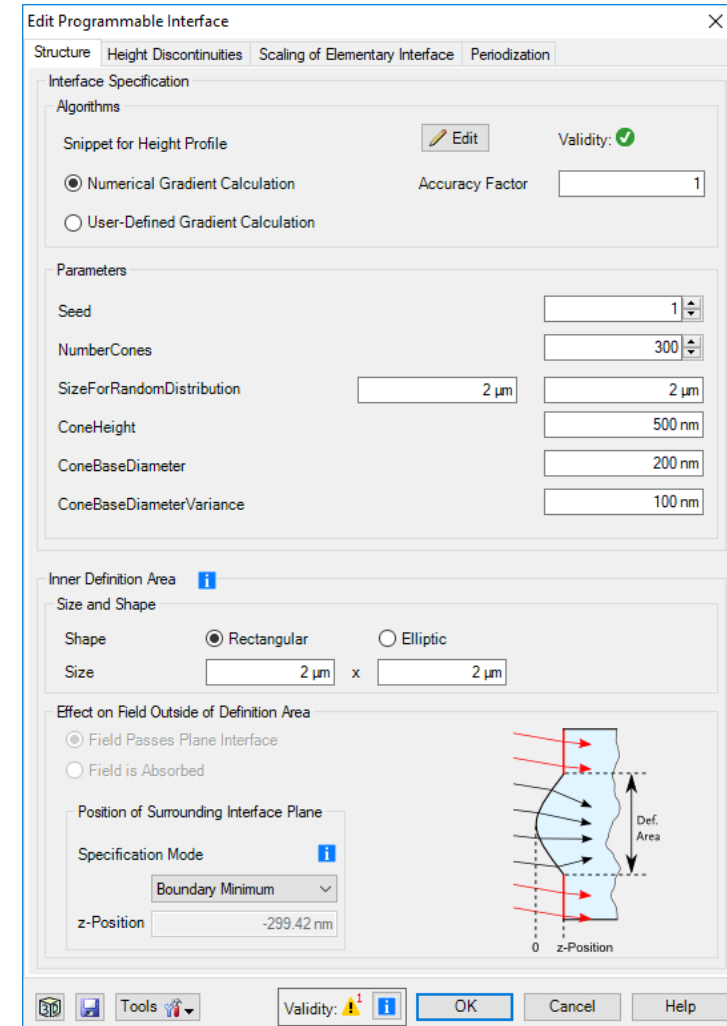 Edit Programmable Interface
Structure Height Discontinuities Scaling of Elementary Interface Periodization
Interface Specification
Algorithms
Snippet for Height Profile Edit Validity:
Numerical Gradient Calculation Accuracy Factor 1
User-Defined Gradient Calculation
Parameters
Seed 1
NumberCones 300
SizeForRandomDistribution 2 µm 2 µm
ConeHeight 500 nm
ConeBaseDiameter 200 nm
ConeBaseDiameterVariance 100 nm
Inner Definition Area
Size and Shape
Shape Rectangular Elliptic
Size 2 µm x 2 µm
Effect on Field Outside of Definition Area
Field Passes Plane Interface
Field is Absorbed
Position of Surrounding Interface Plane
Specification Mode
Boundary Minimum
z-Position -299.42 nm
Def.
Area
0 z-Position
3D Tools Validity: 1 OK Cancel Help